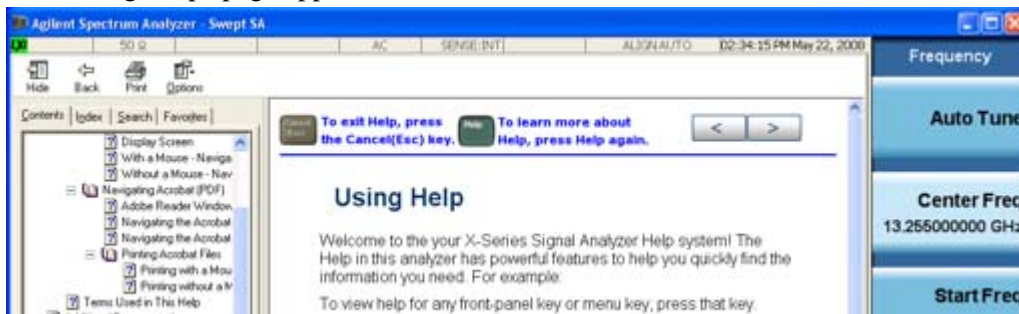 Agilent Spectrum Analyzer - Swept SA
50 Ω AC SENSE:INT ALIGNAUTO 02:34:15 PM May 22, 2008
Hide Back Print Options
Contents Index Search Favorites
Display Screen
With a Mouse - Naviga
Without a Mouse - Nav
Navigating Acrobat (PDF)
Adobe Reader Window
Navigating the Acrobat
Navigating the Acrobat
Printing Acrobat Files
Printing with a Mou
Printing without a M
Terms Used in This Help
Cancel
To exit Help, press
the Cancel(Esc) key.
Help
To learn more about
Help, press Help again.
< >
Using Help
Welcome to the your X-Series Signal Analyzer Help system! The
Help in this analyzer has powerful features to help you quickly find the
information you need. For example:
To view help for any front-panel key or menu key, press that key.
Frequency
Auto Tune
Center Freq
13.255000000 GHz
Start Freq